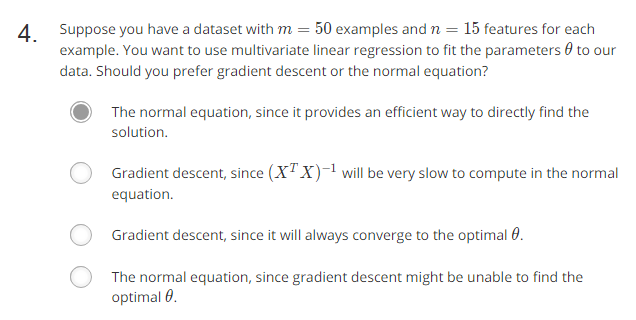 4. Suppose you have a dataset with m = 50 examples and n = 15 features for each
example. You want to use multivariate linear regression to fit the parameters θ to our
data. Should you prefer gradient descent or the normal equation?
The normal equation, since it provides an efficient way to directly find the
solution.
Gradient descent, since (XᵀX)⁻¹ will be very slow to compute in the normal
equation.
Gradient descent, since it will always converge to the optimal θ.
The normal equation, since gradient descent might be unable to find the
optimal θ.